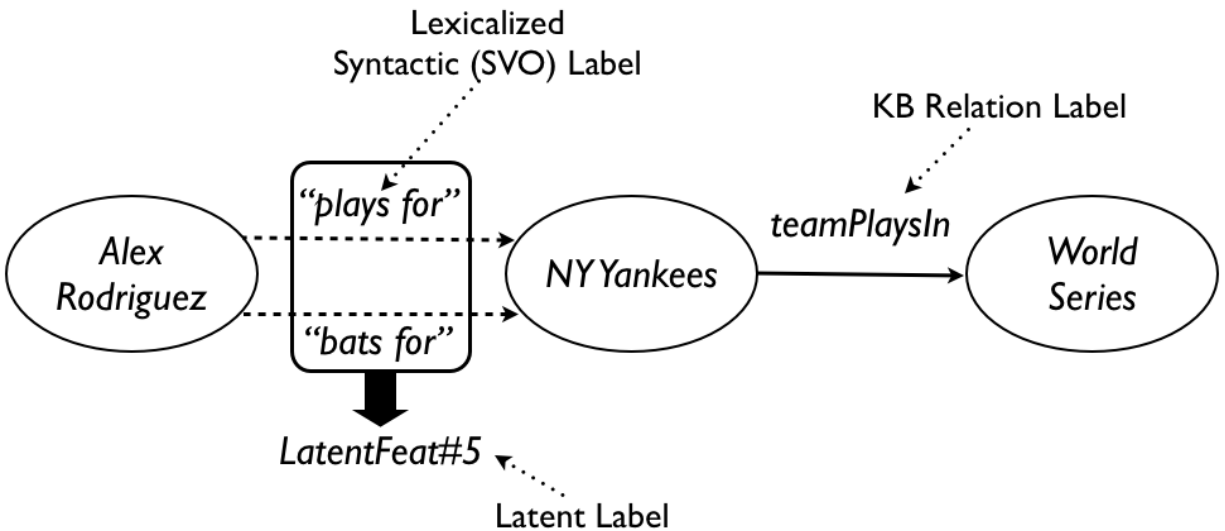 Lexicalized
Syntactic (SVO) Label
KB Relation Label
“plays for”
teamPlaysIn
Alex
Rodriguez
NY Yankees
World
Series
“bats for”
LatentFeat#5
Latent Label